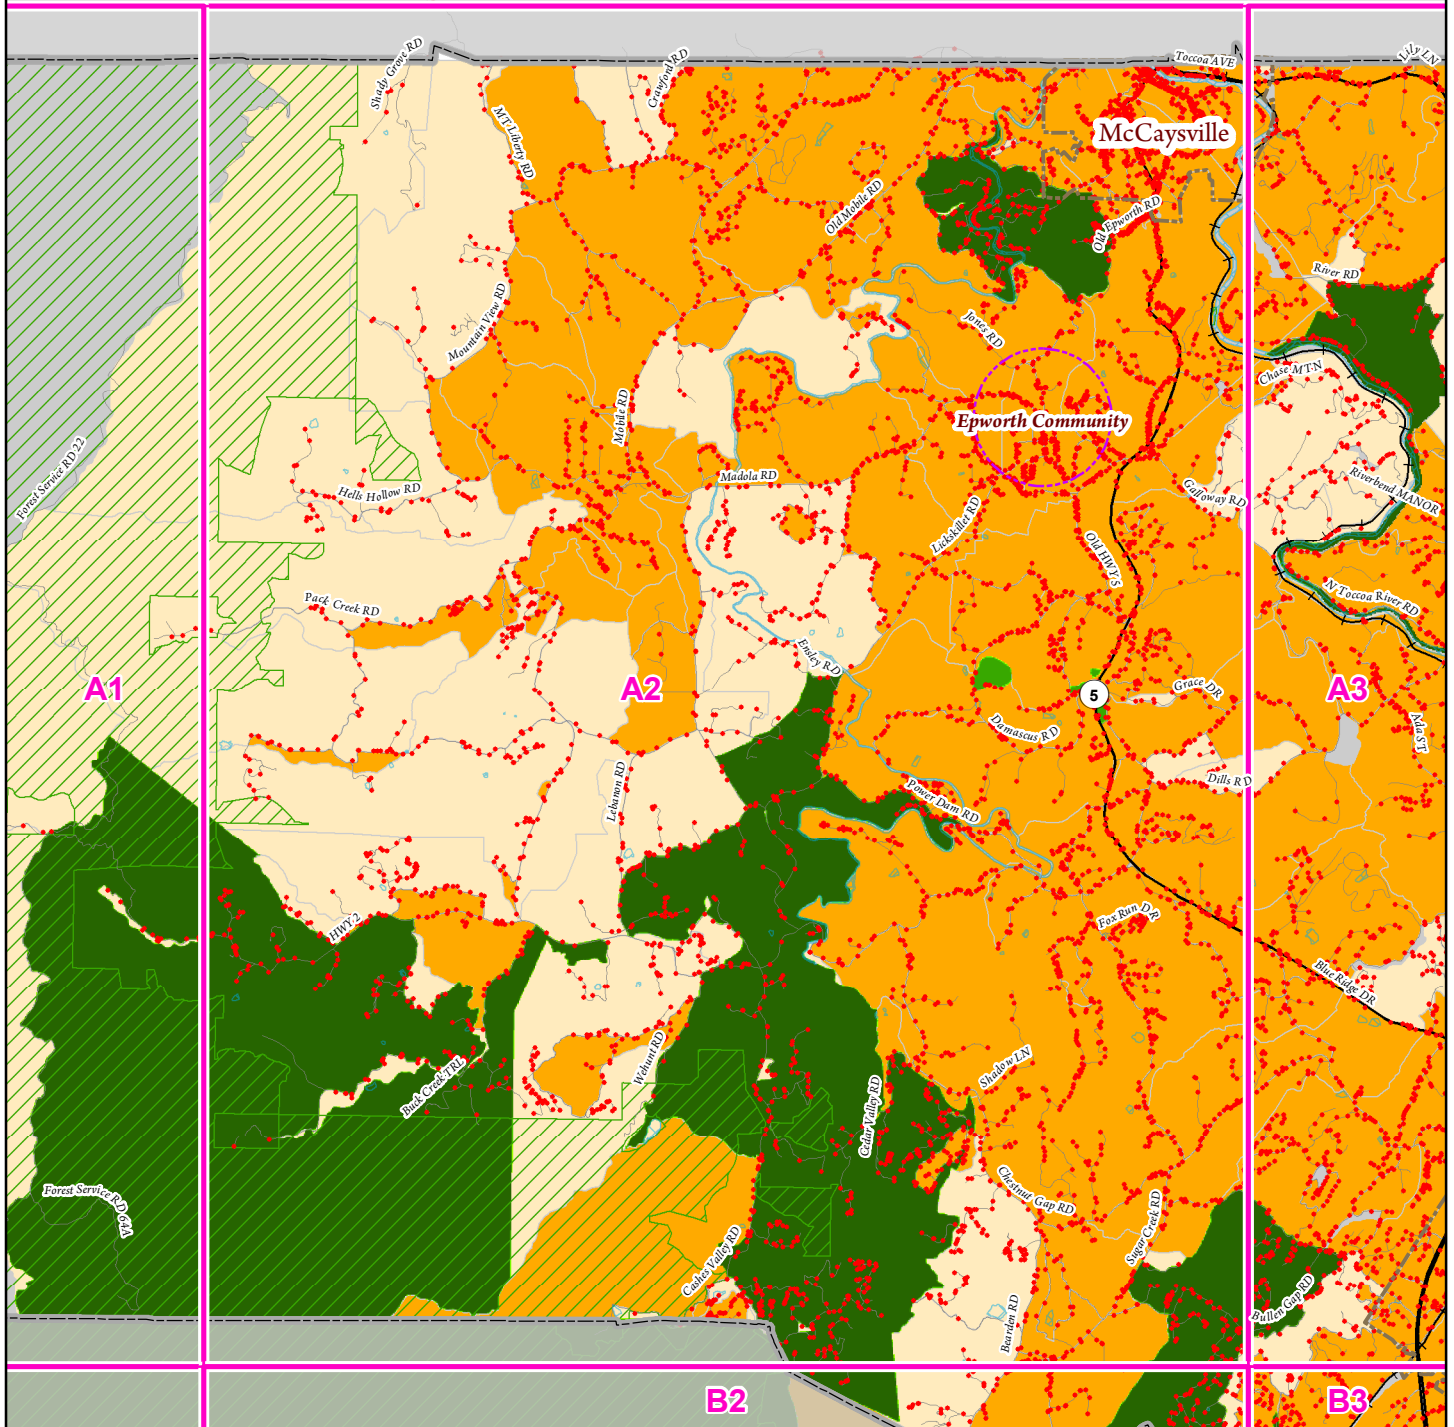 Shady Grove RD
Crawford RD
Toccoa AVE
Lily LN
MT Liberty RD
McCaysville
Old Mobile RD
Old Epworth RD
River RD
Mountain View RD
Jones RD
Chase MTN
Mobile RD
Epworth Community
Forest Service RD 22
Hells Hollow RD
Madola RD
Galloway RD
Riverbend MANOR
Lickskillet RD
Old HWY 5
Pack Creek RD
N Toccoa River RD
Ensley RD
A1
A2
5
Grace DR
A3
Damascus RD
Ada ST
Lebanon RD
Power Dam RD
Dills RD
HWY 2
Fox Run DR
Blue Ridge DR
Wehunt RD
Shadow LN
Buck Creek TRL
Cedar Valley RD
Forest Service RD 64A
Chestnut Gap RD
Sugar Creek RD
Cashes Valley RD
Bearden RD
Bullen Gap RD
B2
B3